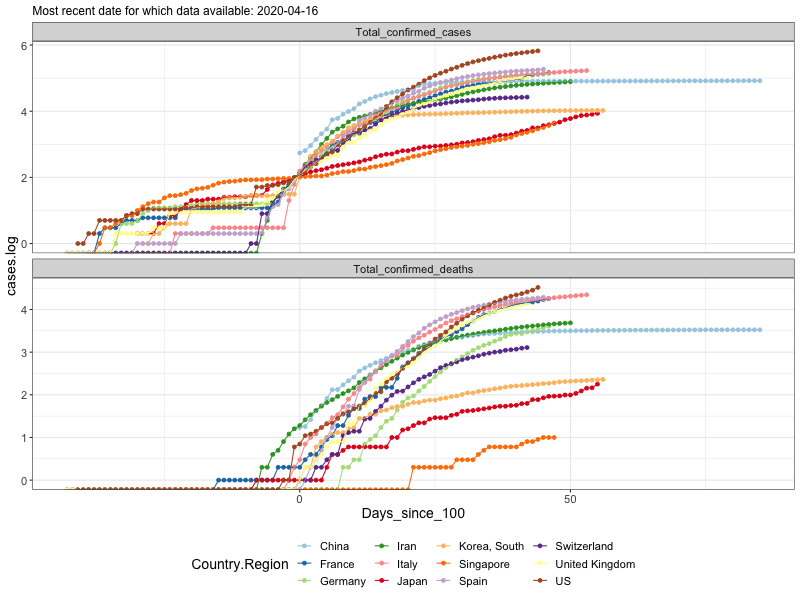 Most recent date for which data available: 2020-04-16
Total_confirmed_cases
6
4
2
0
cases.log
Total_confirmed_deaths
4
3
2
1
0
0 50
Days_since_100
Country.Region
China Iran Korea, South Switzerland
France Italy Singapore United Kingdom
Germany Japan Spain US